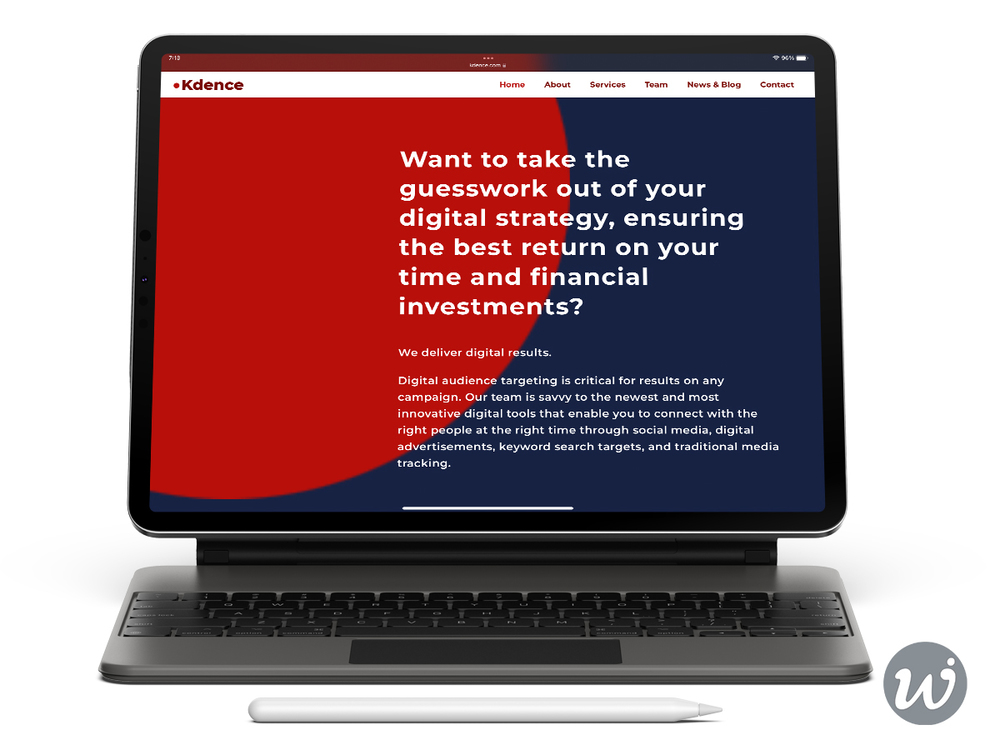 7:13
kdence.com
96%
Kdence
Home About Services Team News & Blog Contact
Want to take the
guesswork out of your
digital strategy, ensuring
the best return on your
time and financial
investments?
We deliver digital results.
Digital audience targeting is critical for results on any
campaign. Our team is savvy to the newest and most
innovative digital tools that enable you to connect with the
right people at the right time through social media, digital
advertisements, keyword search targets, and traditional media
tracking.
w